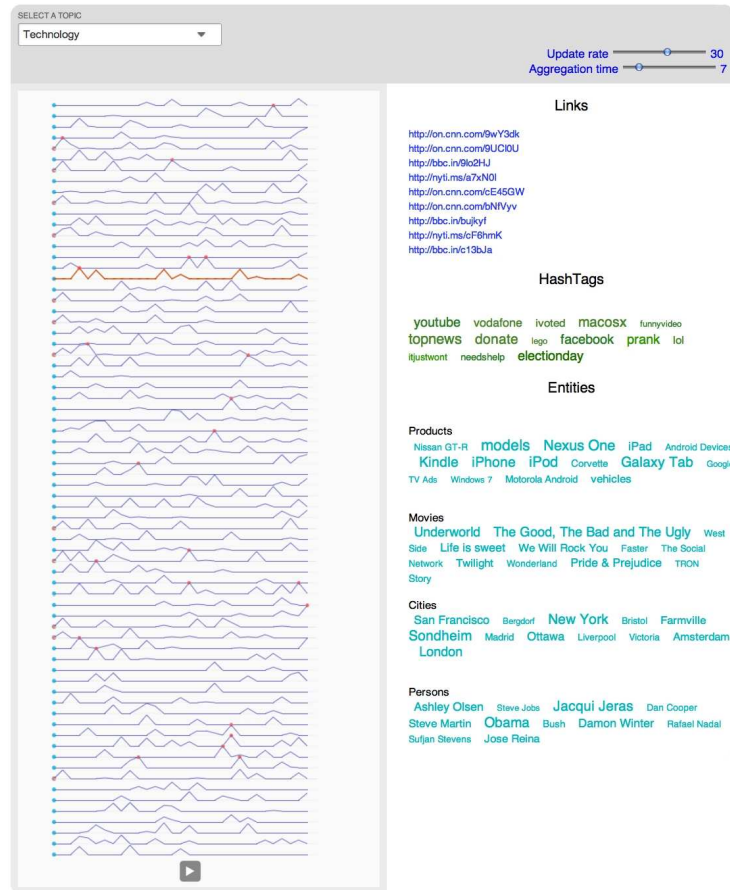 SELECT A TOPIC
Technology
Update rate 30
Aggregation time 7
Links
http://on.cnn.com/9wY3dk
http://on.cnn.com/9UCl0U
http://bbc.in/9lo2HJ
http://nyti.ms/a7xN0l
http://on.cnn.com/cE45GW
http://on.cnn.com/bNfVyv
http://bbc.in/bujkyf
http://nyti.ms/cF6hmK
http://bbc.in/c13bJa
HashTags
youtube vodafone ivoted macosx funnyvideo
topnews donate lego facebook prank lol
itjustwont needshelp electionday
Entities
Products
Nissan GT-R models Nexus One iPad Android Devices
Kindle iPhone iPod Corvette Galaxy Tab Google
TV Ads Windows 7 Motorola Android vehicles
Movies
Underworld The Good, The Bad and The Ugly West
Side Life is sweet We Will Rock You Faster The Social
Network Twilight Wonderland Pride & Prejudice TRON
Story
Cities
San Francisco Bergdorf New York Bristol Farmville
Sondheim Madrid Ottawa Liverpool Victoria Amsterdam
London
Persons
Ashley Olsen Steve Jobs Jacqui Jeras Dan Cooper
Steve Martin Obama Bush Damon Winter Rafael Nadal
Sufjan Stevens Jose Reina